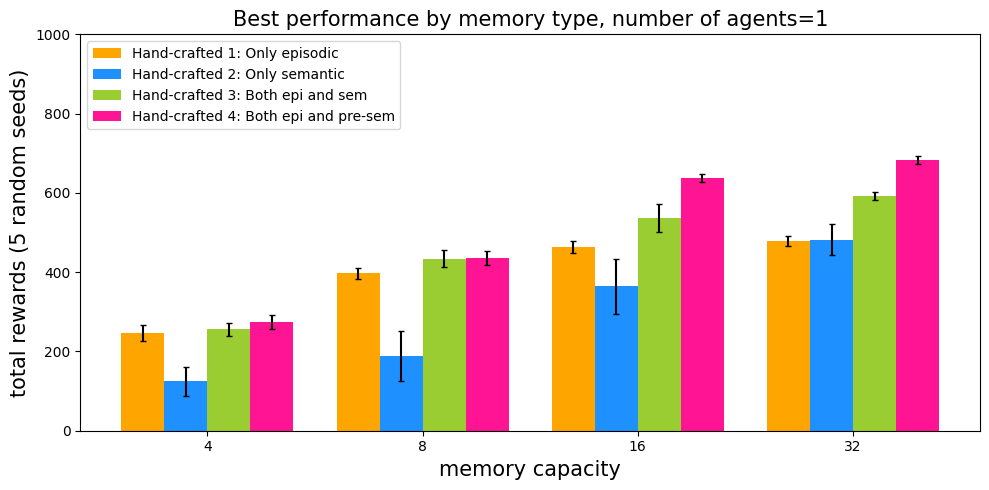 Best performance by memory type, number of agents=1
total rewards (5 random seeds)
1000
800
600
400
200
0
Hand-crafted 1: Only episodic
Hand-crafted 2: Only semantic
Hand-crafted 3: Both epi and sem
Hand-crafted 4: Both epi and pre-sem
4 8 16 32
memory capacity